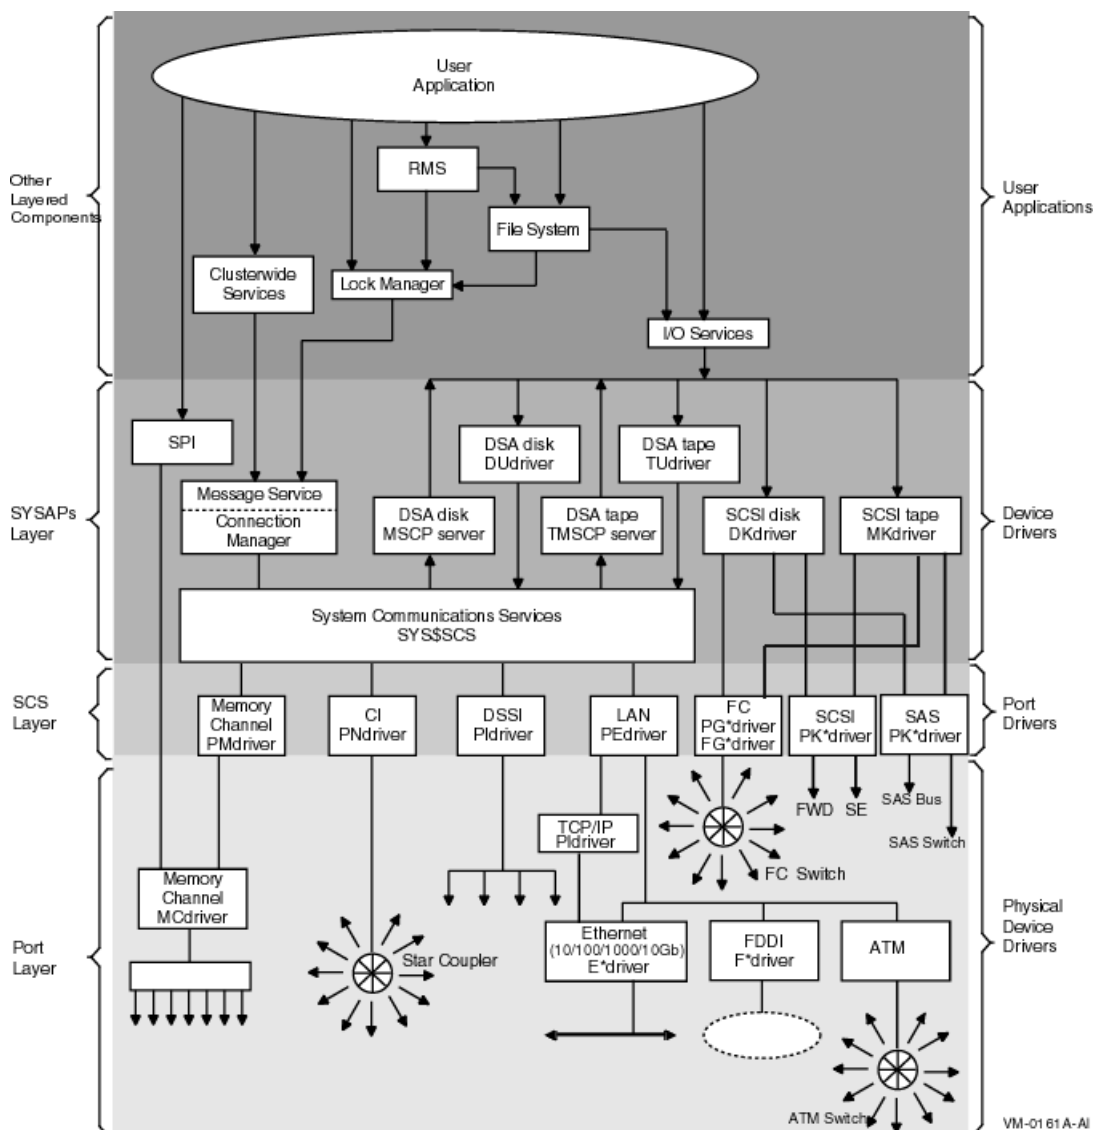 User
Application
RMS
Other
Layered
Components
User
Applications
File System
Clusterwide
Services
Lock Manager
I/O Services
SPI
DSA disk
DUdriver
DSA tape
TUdriver
Message Service
Connection
Manager
DSA disk
MSCP server
DSA tape
TMSCP server
SCSI disk
DKdriver
SCSI tape
MKdriver
SYSAPs
Layer
Device
Drivers
System Communications Services
SYS$SCS
SCS
Layer
Memory
Channel
PMdriver
CI
PNdriver
DSSI
PIdriver
LAN
PEdriver
FC
PG*driver
FG*driver
SCSI
PK*driver
SAS
PK*driver
Port
Drivers
FWD
SE
SAS Bus
SAS Switch
TCP/IP
PIdriver
FC Switch
Memory
Channel
MCdriver
Port
Layer
Star Coupler
Ethernet
(10/100/1000/10Gb)
E*driver
FDDI
F*driver
ATM
Physical
Device
Drivers
ATM Switch
VM-0161A-AI